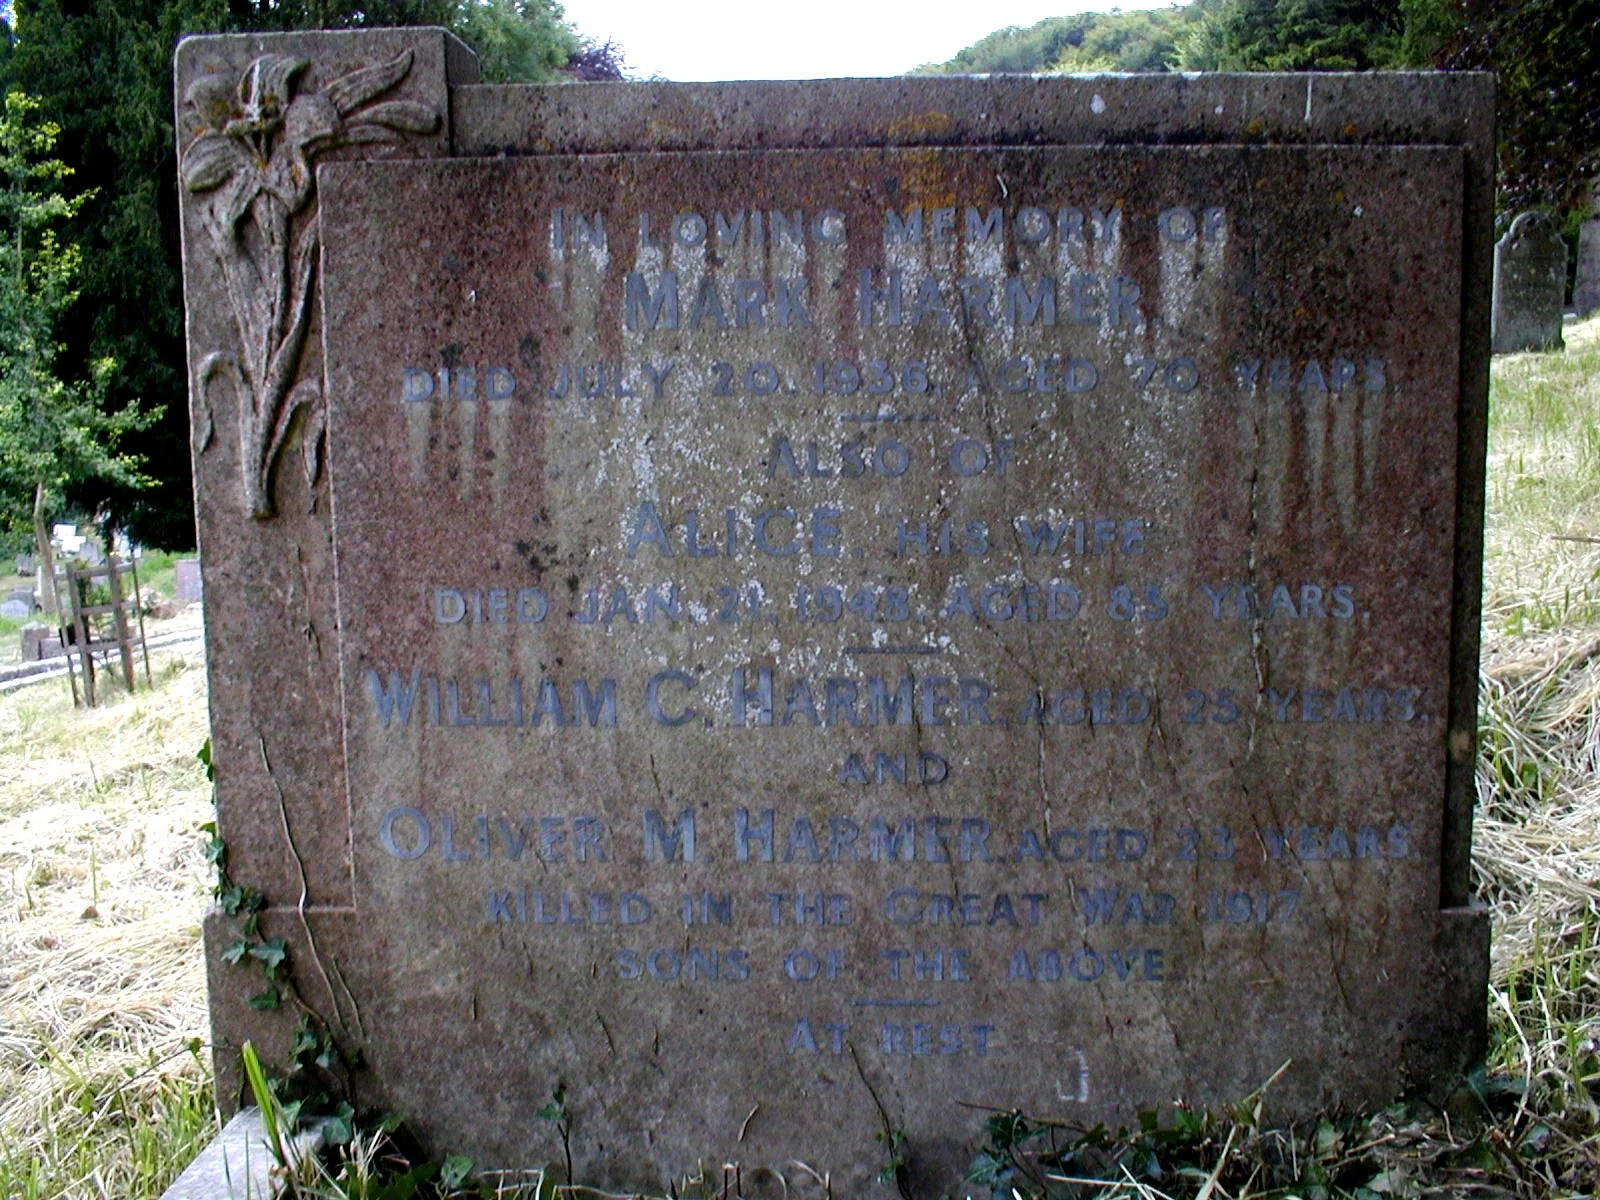 IN LOVING MEMORY OF
MARK HARMER,
DIED JULY 20, 1936, AGED 70 YEARS.
ALSO OF
ALICE, HIS WIFE
DIED JAN. 21, 1948, AGED 83 YEARS.
WILLIAM C. HARMER, AGED 25 YEARS.
AND
OLIVER M. HARMER, AGED 23 YEARS.
KILLED IN THE GREAT WAR 1917,
SONS OF THE ABOVE.
AT REST.